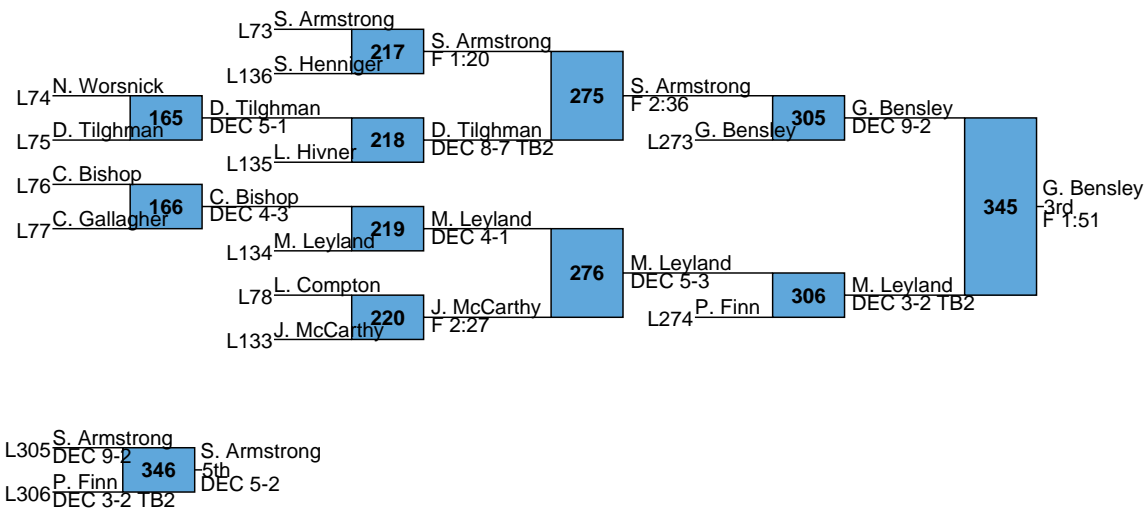 L73 S. Armstrong
217
S. Armstrong
F 1:20
L136 S. Henniger
L74 N. Worsnick
165
D. Tilghman
DEC 5-1
L75 D. Tilghman
218
D. Tilghman
DEC 8-7 TB2
L135 L. Hivner
275
S. Armstrong
F 2:36
L76 C. Bishop
166
C. Bishop
DEC 4-3
L77 C. Gallagher
219
M. Leyland
DEC 4-1
L134 M. Leyland
L78 L. Compton
220
J. McCarthy
F 2:27
L133 J. McCarthy
276
M. Leyland
DEC 5-3
305
G. Bensley
DEC 9-2
L273 G. Bensley
306
M. Leyland
DEC 3-2 TB2
L274 P. Finn
345
G. Bensley
3rd
F 1:51
L305 S. Armstrong
DEC 9-2
346
S. Armstrong
5th
DEC 5-2
L306 P. Finn
DEC 3-2 TB2